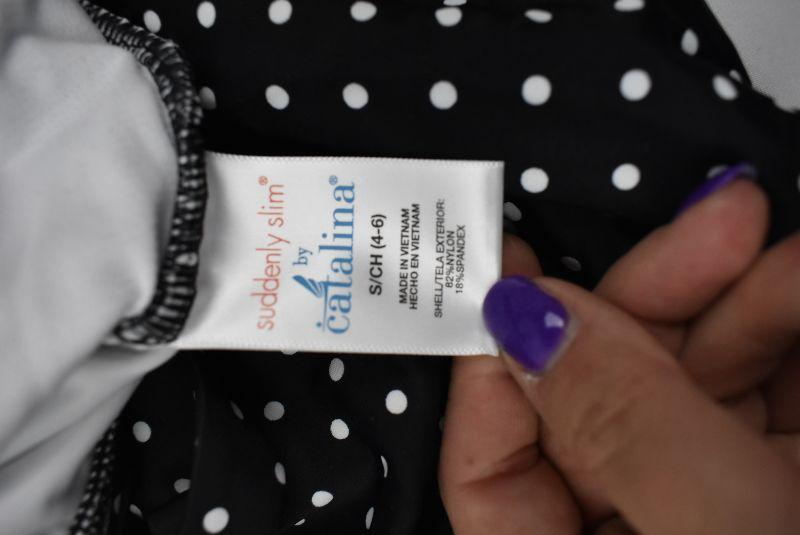 suddenly slim®
by
catalina®
S/CH (4-6)
MADE IN VIETNAM
HECHO EN VIETNAM
SHELL/TELA EXTERIOR:
82%NYLON
18%SPANDEX